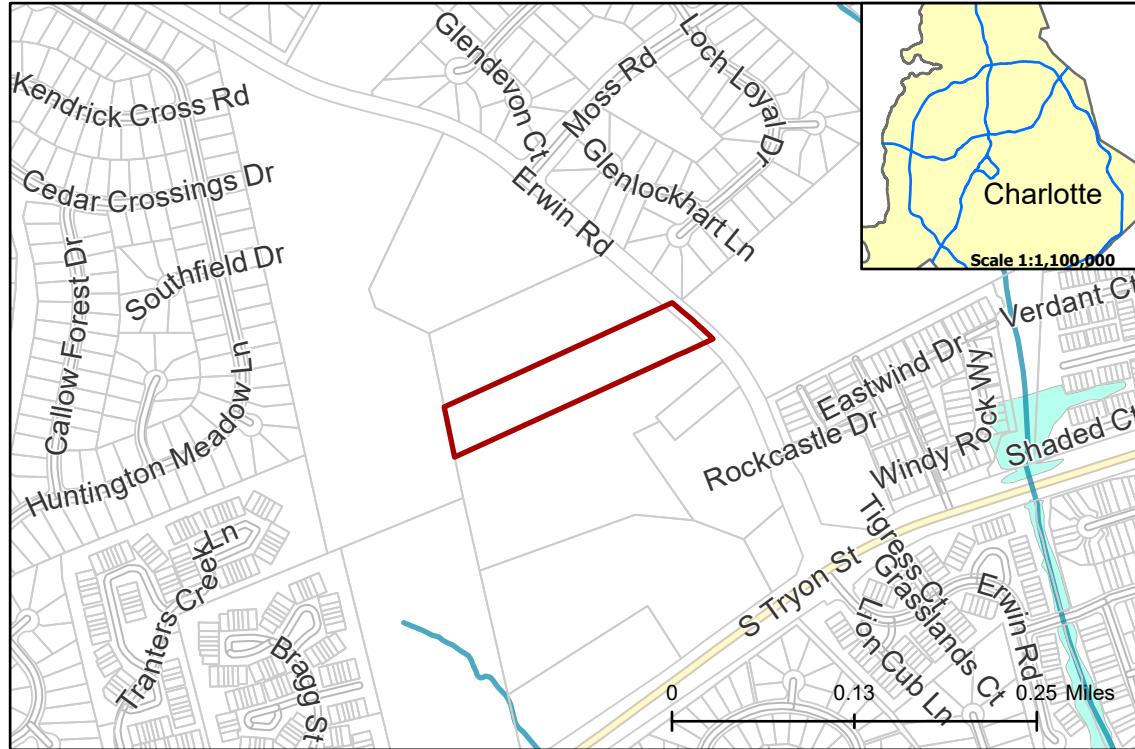 Kendrick Cross Rd
Cedar Crossings Dr
Southfield Dr
Callow Forest Dr
Huntington Meadow Ln
Tranters Creek Ln
Bragg St
Glendevon Ct
Moss Rd
Loch Loyal Dr
Glenlockhart Ln
Erwin Rd
Charlotte
Scale 1:1,100,000
Verdant Ct
Eastwind Dr
Rockcastle Dr
Windy Rock Wy
Shaded Ct
S Tryon St
Tigress Ct
Grasslands Ct
Lion Cub Ln
Erwin Rd
0 0.13 0.25 Miles